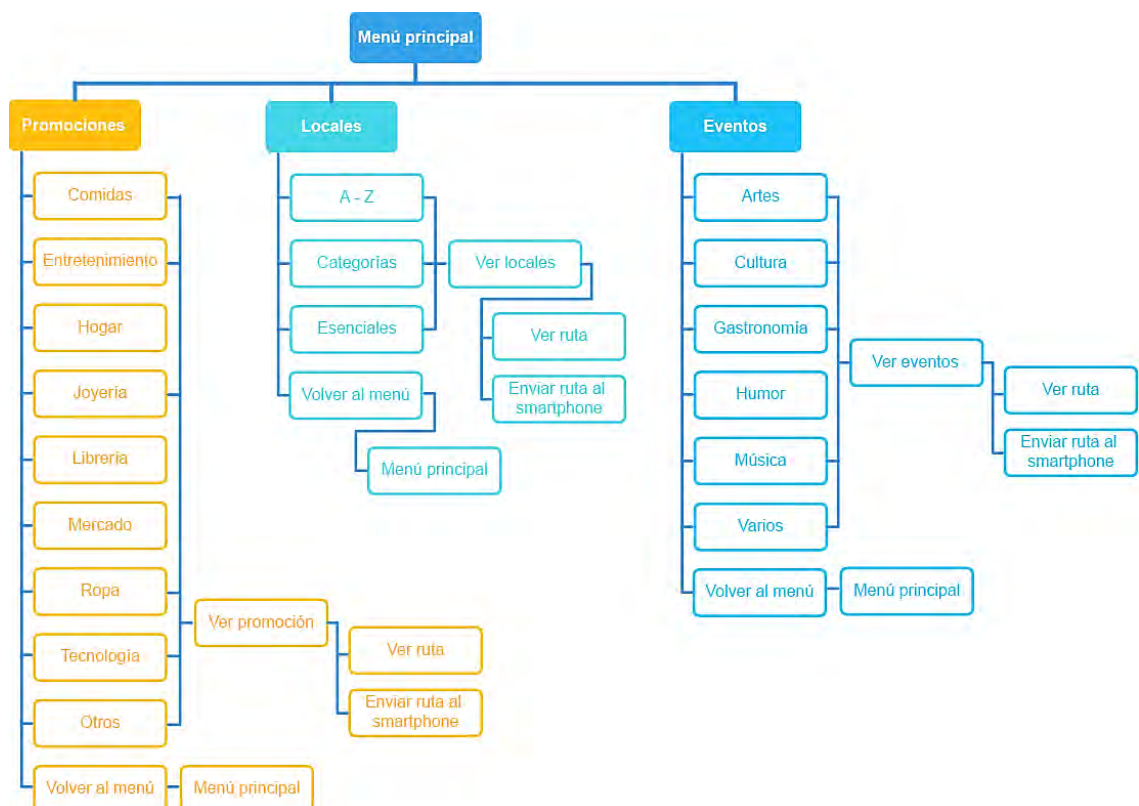 Menú principal
Promociones
Locales
Eventos
Comidas
Entretenimiento
Hogar
Joyería
Librería
Mercado
Ropa
Tecnología
Otros
Volver al menú
Menú principal
Ver promoción
Ver ruta
Enviar ruta al
smartphone
A - Z
Categorías
Esenciales
Volver al menú
Menú principal
Ver locales
Ver ruta
Enviar ruta al
smartphone
Artes
Cultura
Gastronomía
Humor
Música
Varios
Volver al menú
Menú principal
Ver eventos
Ver ruta
Enviar ruta al
smartphone